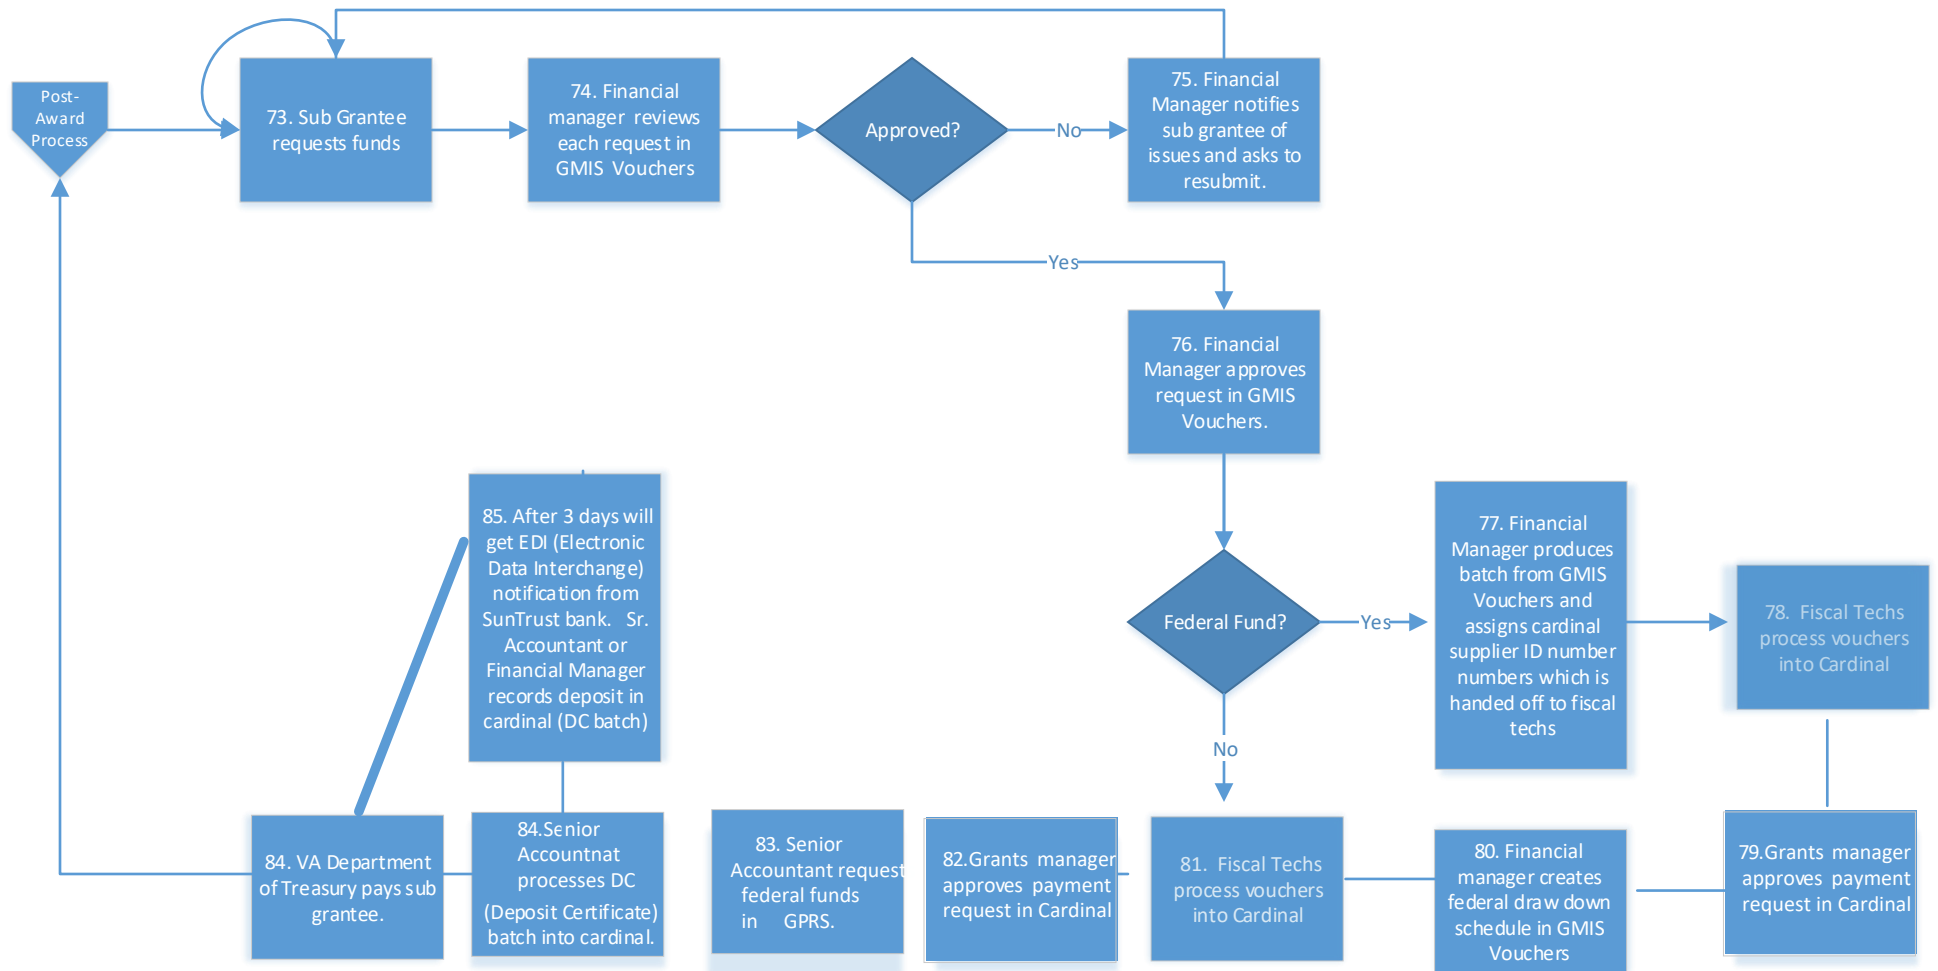 Post-
Award
Process
73. Sub Grantee
requests funds
74. Financial
manager reviews
each request in
GMIS Vouchers
Approved?
No
75. Financial
Manager notifies
sub grantee of
issues and asks to
resubmit.
Yes
76. Financial
Manager approves
request in GMIS
Vouchers.
Federal Fund?
Yes
77. Financial
Manager produces
batch from GMIS
Vouchers and
assigns cardinal
supplier ID number
numbers which is
handed off to fiscal
techs
78. Fiscal Techs
process vouchers
into Cardinal
No
79.Grants manager
approves payment
request in Cardinal
80. Financial
manager creates
federal draw down
schedule in GMIS
Vouchers
81. Fiscal Techs
process vouchers
into Cardinal
82.Grants manager
approves payment
request in Cardinal
83. Senior
Accountant request
federal funds
in GPRS.
84.Senior
Accountnat
processes DC
(Deposit Certificate)
batch into cardinal.
85. After 3 days will
get EDI (Electronic
Data Interchange)
notification from
SunTrust bank. Sr.
Accountant or
Financial Manager
records deposit in
cardinal (DC batch)
84. VA Department
of Treasury pays sub
grantee.